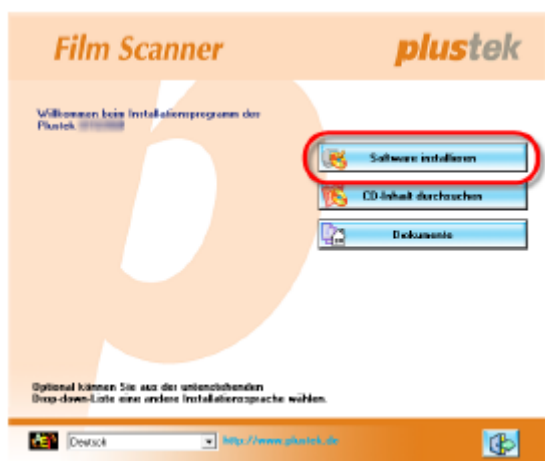 Film Scanner
plustek
Willkommen beim Installationsprogramm des
Plustek
Software installieren
CD-Inhalt durchsuchen
Dokumente
Optional können Sie aus der untenstehenden
Drop-down-Liste eine andere Installationssprache wählen.
Deutsch
http://www.plustek.de